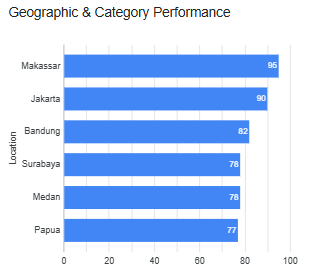 Geographic & Category Performance
Location
Makassar 95
Jakarta 90
Bandung 82
Surabaya 78
Medan 78
Papua 77
0 20 40 60 80 100